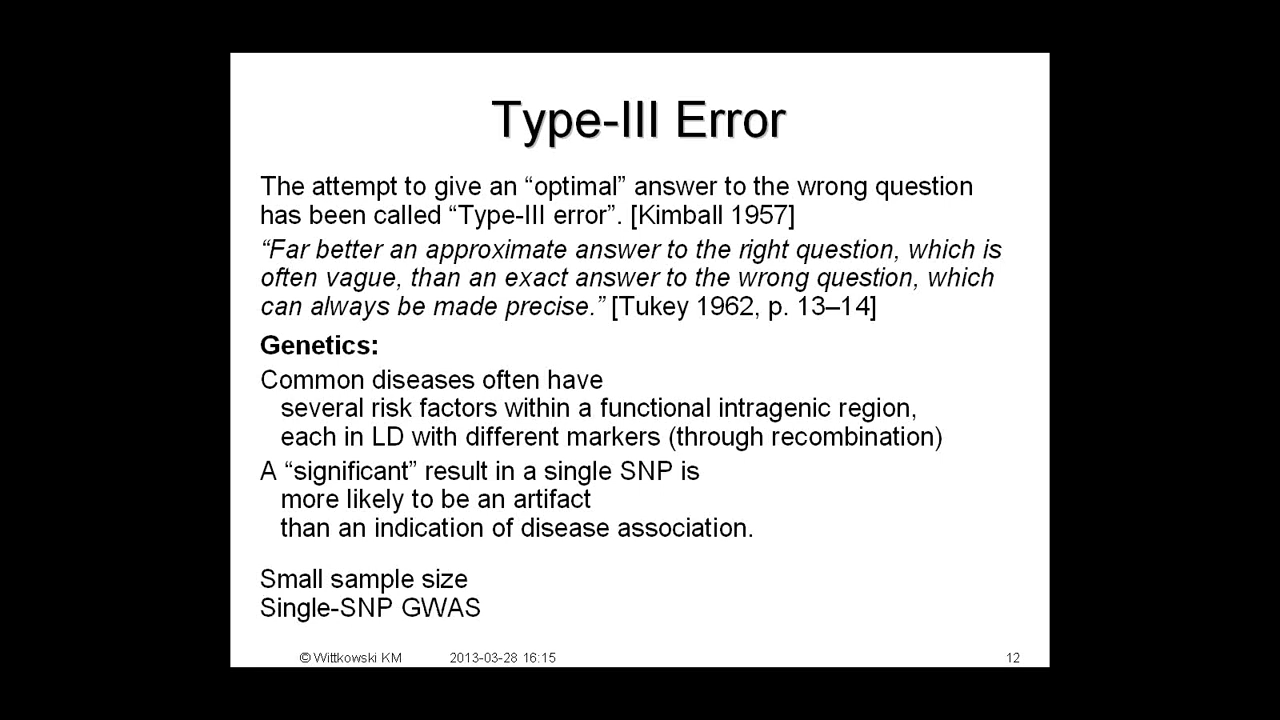 Type-III Error
The attempt to give an “optimal” answer to the wrong question
has been called “Type-III error”. [Kimball 1957]
“Far better an approximate answer to the right question, which is
often vague, than an exact answer to the wrong question, which
can always be made precise.” [Tukey 1962, p. 13–14]
Genetics:
Common diseases often have
several risk factors within a functional intragenic region,
each in LD with different markers (through recombination)
A “significant” result in a single SNP is
more likely to be an artifact
than an indication of disease association.
Small sample size
Single-SNP GWAS
© Wittkowski KM 2013-03-28 16:15 12